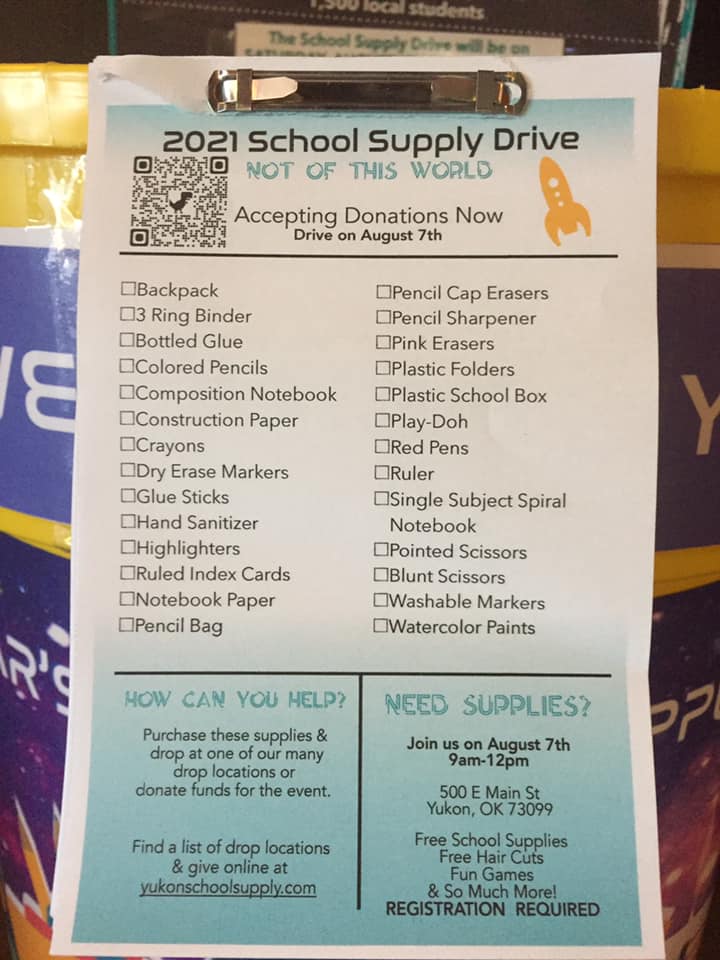 1,500 local students
The School Supply Drive will be on
2021 School Supply Drive
NOT OF THIS WORLD
Accepting Donations Now
Drive on August 7th
☐Backpack
☐3 Ring Binder
☐Bottled Glue
☐Colored Pencils
☐Composition Notebook
☐Construction Paper
☐Crayons
☐Dry Erase Markers
☐Glue Sticks
☐Hand Sanitizer
☐Highlighters
☐Ruled Index Cards
☐Notebook Paper
☐Pencil Bag
☐Pencil Cap Erasers
☐Pencil Sharpener
☐Pink Erasers
☐Plastic Folders
☐Plastic School Box
☐Play-Doh
☐Red Pens
☐Ruler
☐Single Subject Spiral
Notebook
☐Pointed Scissors
☐Blunt Scissors
☐Washable Markers
☐Watercolor Paints
HOW CAN YOU HELP?
Purchase these supplies &
drop at one of our many
drop locations or
donate funds for the event.
Find a list of drop locations
& give online at
yukonschoolsupply.com
NEED SUPPLIES?
Join us on August 7th
9am-12pm
500 E Main St
Yukon, OK 73099
Free School Supplies
Free Hair Cuts
Fun Games
& So Much More!
REGISTRATION REQUIRED